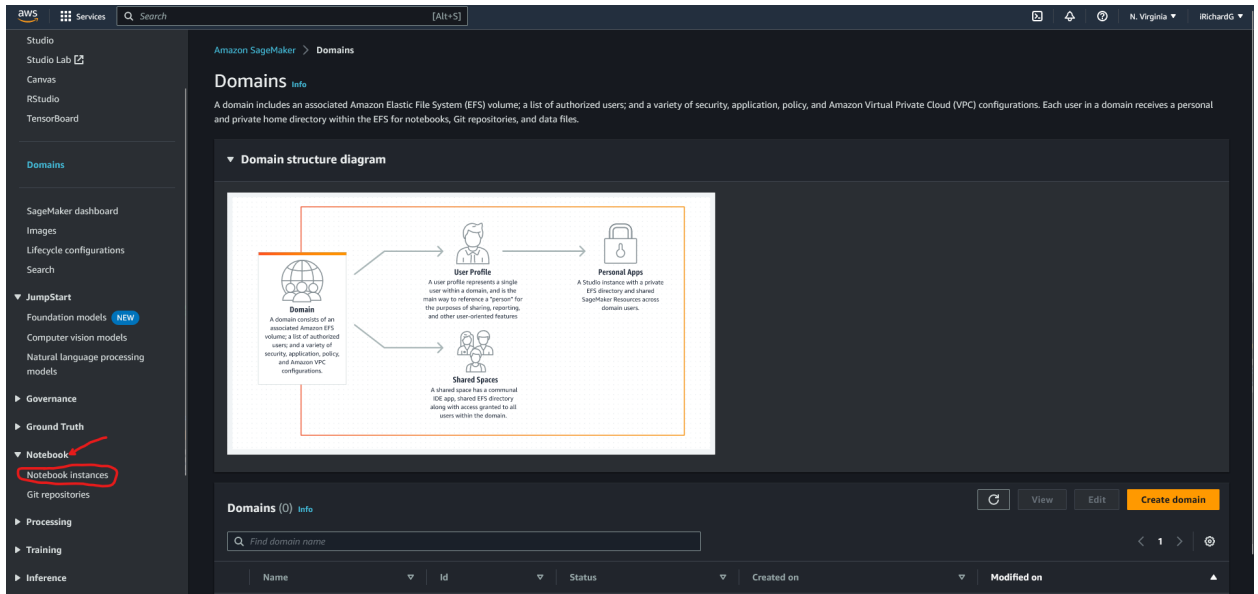 aws
Services
Search
[Alt+S]
N. Virginia
iRichardG
Studio
Studio Lab
Canvas
RStudio
TensorBoard
Domains
SageMaker dashboard
Images
Lifecycle configurations
Search
JumpStart
Foundation models NEW
Computer vision models
Natural language processing
models
Governance
Ground Truth
Notebook
Notebook instances
Git repositories
Processing
Training
Inference
Amazon SageMaker > Domains
Domains Info
A domain includes an associated Amazon Elastic File System (EFS) volume; a list of authorized users; and a variety of security, application, policy, and Amazon Virtual Private Cloud (VPC) configurations. Each user in a domain receives a personal
and private home directory within the EFS for notebooks, Git repositories, and data files.
Domain structure diagram
Domain
A domain consists of an
associated Amazon EFS
volume; a list of authorized
users; and a variety of
security, application, policy,
and Amazon VPC
configurations.
User Profile
A user profile represents a single
user within a domain, and is the
main way to reference a "person" for
the purposes of sharing, reporting,
and other user-oriented features
Personal Apps
A Studio instance with a private
EFS directory and shared
SageMaker Resources across
domain users.
Shared Spaces
A shared space has a communal
IDE app, shared EFS directory
along with access granted to all
users within the domain.
Domains (0) Info
View
Edit
Create domain
Find domain name
< 1 >
Name
Id
Status
Created on
Modified on